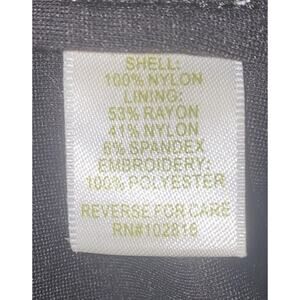 SHELL:
100% NYLON
LINING:
53% RAYON
41% NYLON
6% SPANDEX
EMBROIDERY:
100% POLYESTER
REVERSE FOR CARE
RN#102816